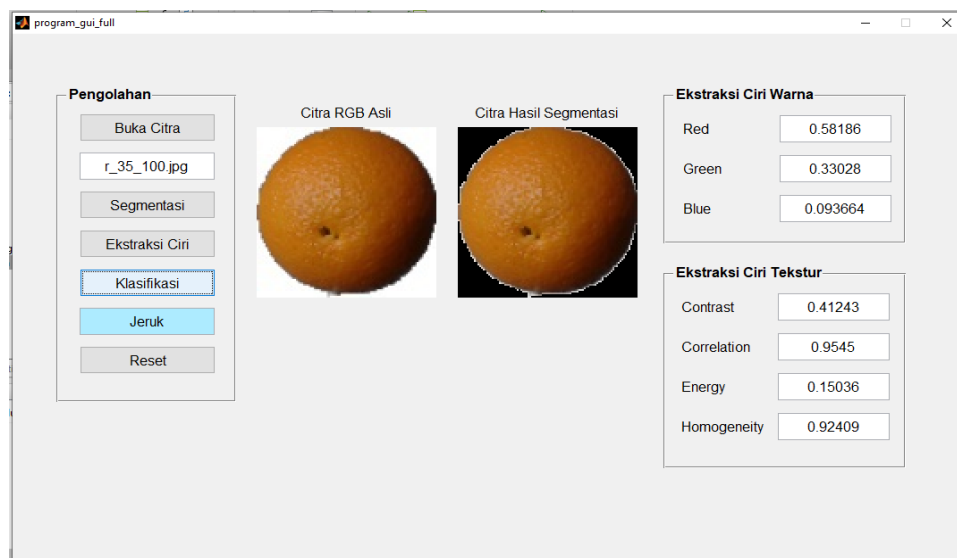 program_gui_full
Pengolahan
Buka Citra
r_35_100.jpg
Segmentasi
Ekstraksi Ciri
Klasifikasi
Jeruk
Reset
Citra RGB Asli
Citra Hasil Segmentasi
Ekstraksi Ciri Warna
Red 0.58186
Green 0.33028
Blue 0.093664
Ekstraksi Ciri Tekstur
Contrast 0.41243
Correlation 0.9545
Energy 0.15036
Homogeneity 0.92409